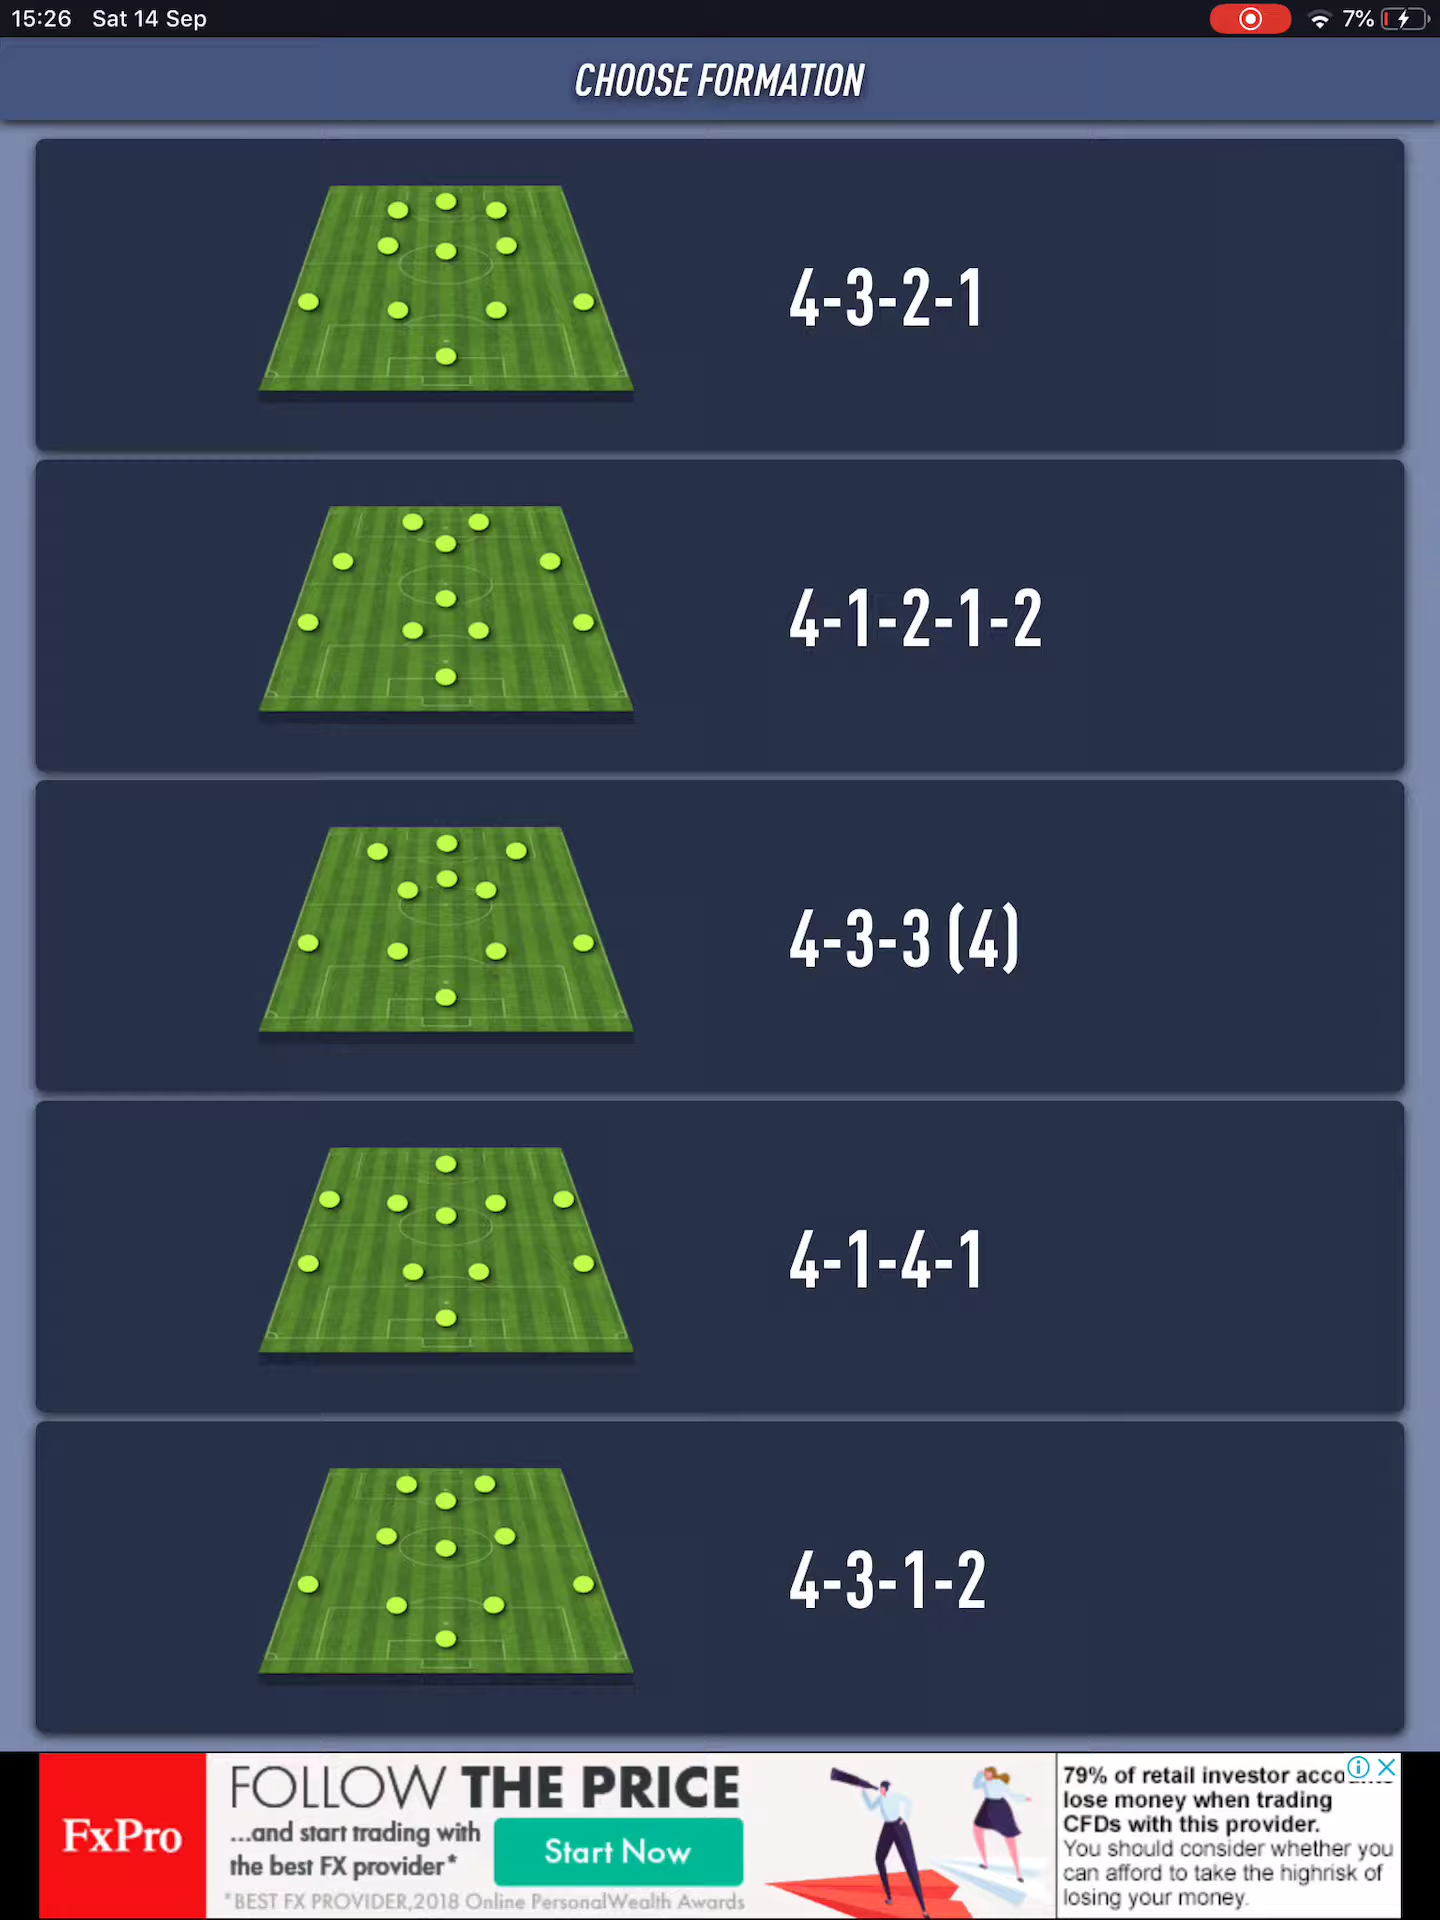 15:26 Sat 14 Sep 7%
CHOOSE FORMATION
4-3-2-1
4-1-2-1-2
4-3-3 (4)
4-1-4-1
4-3-1-2
FxPro
FOLLOW THE PRICE
...and start trading with
the best FX provider*
Start Now
*BEST FX PROVIDER,2018 Online PersonalWealth Awards
79% of retail investor
lose money when trading
CFDs with this provider.
You should consider whether you
can afford to take the highrisk of
losing your money.